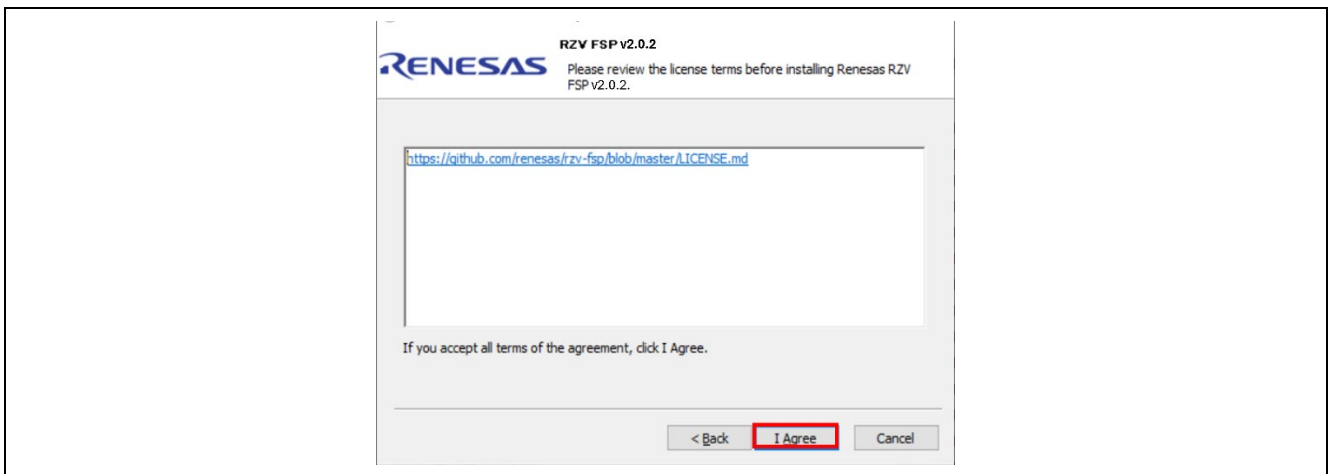 RENESAS
RZV FSP v2.0.2
Please review the license terms before installing Renesas RZV
FSP v2.0.2.
https://github.com/renesas/rzv-fsp/blob/master/LICENSE.md
If you accept all terms of the agreement, click I Agree.
< Back
I Agree
Cancel